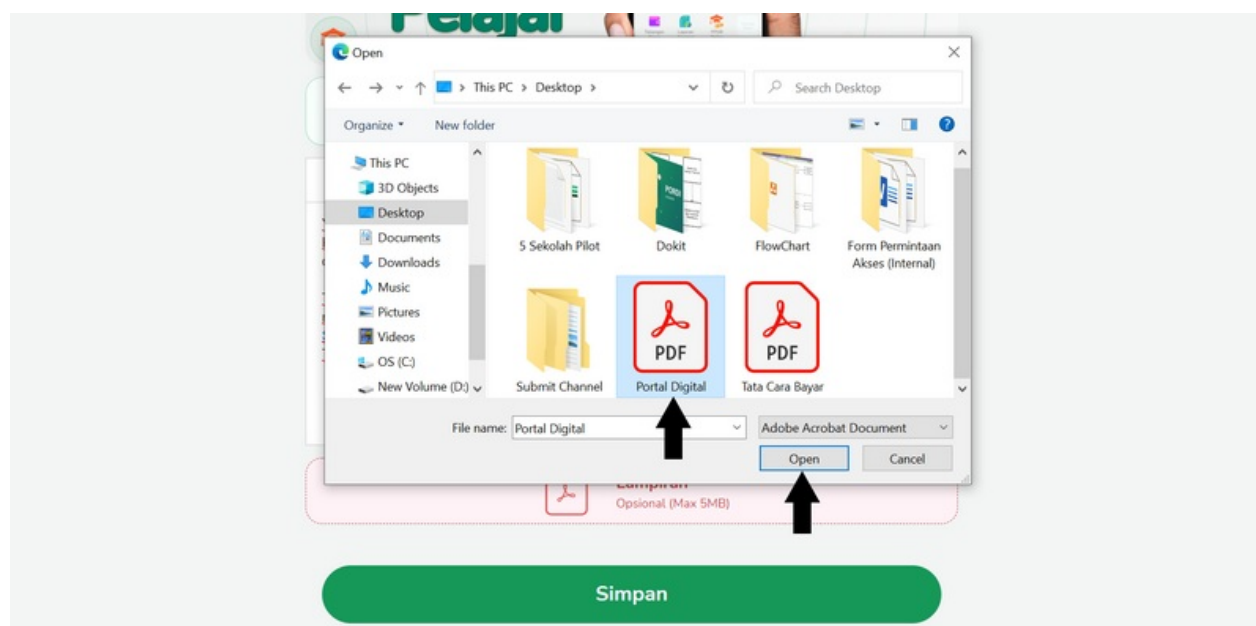 Pelajar
Open
This PC > Desktop >
Search Desktop
Organize
New folder
This PC
3D Objects
Desktop
Documents
Downloads
Music
Pictures
Videos
OS (C:)
New Volume (D:)
5 Sekolah Pilot
Dokit
FlowChart
Form Permintaan
Akses (Internal)
PDF
PDF
Submit Channel
Portal Digital
Tata Cara Bayar
File name:
Portal Digital
Adobe Acrobat Document
Open
Cancel
Lampiran
Opsional (Max 5MB)
Simpan